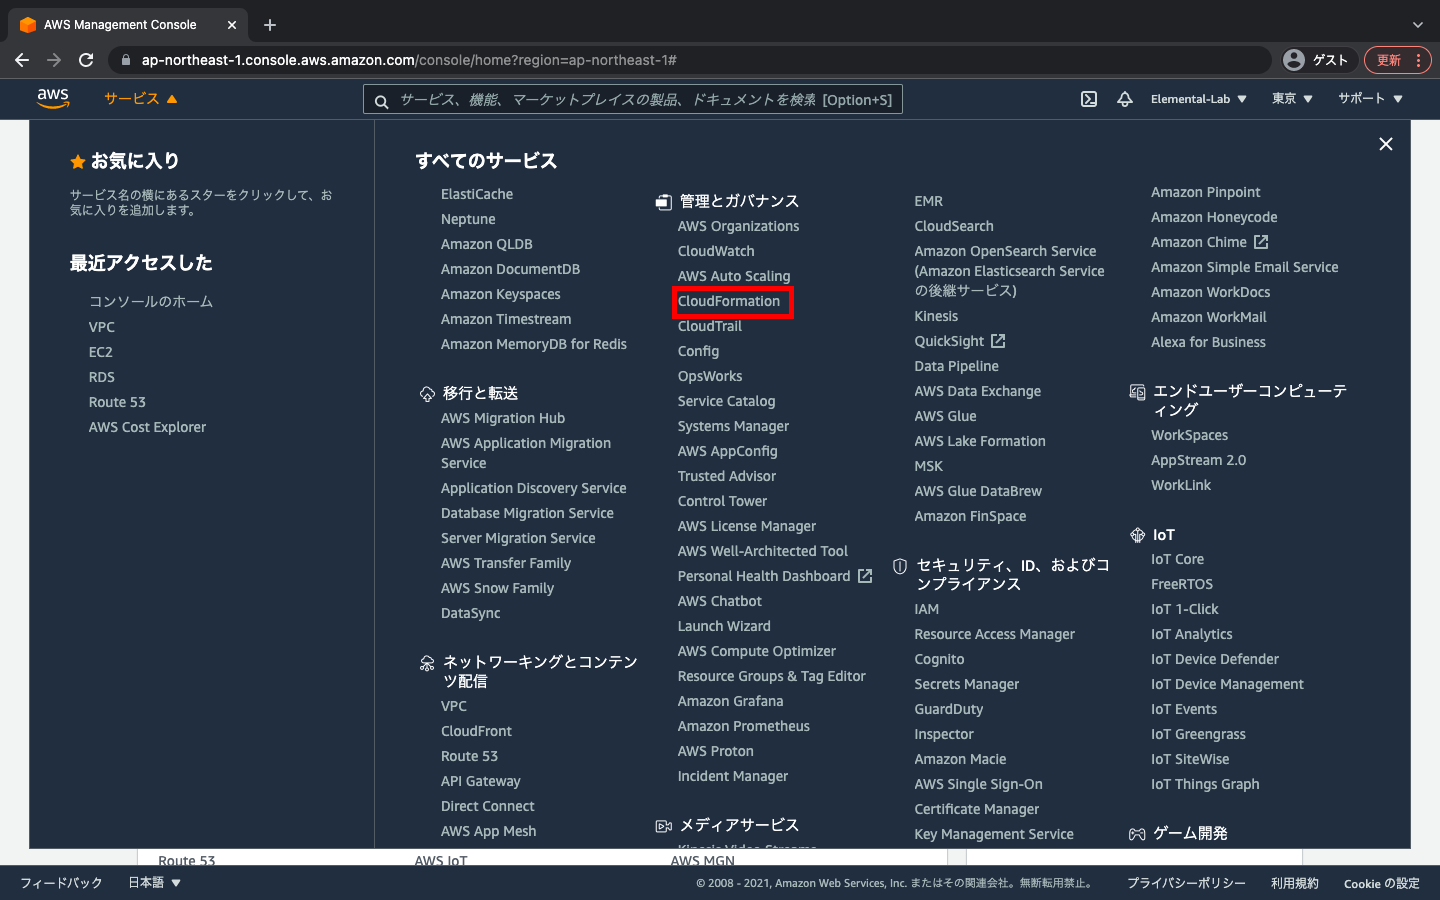 AWS Management Console
ap-northeast-1.console.aws.amazon.com/console/home?region=ap-northeast-1#
ゲスト
更新
aws
サービス
サービス、機能、マーケットプレイスの製品、ドキュメントを検索 [Option+S]
Elemental-Lab
東京
サポート
お気に入り
サービス名の横にあるスターをクリックして、お
気に入りを追加します。
最近アクセスした
コンソールのホーム
VPC
EC2
RDS
Route 53
AWS Cost Explorer
すべてのサービス
ElastiCache
Neptune
Amazon QLDB
Amazon DocumentDB
Amazon Keyspaces
Amazon Timestream
Amazon MemoryDB for Redis
移行と転送
AWS Migration Hub
AWS Application Migration
Service
Application Discovery Service
Database Migration Service
Server Migration Service
AWS Transfer Family
AWS Snow Family
DataSync
ネットワーキングとコンテン
ツ配信
VPC
CloudFront
Route 53
API Gateway
Direct Connect
AWS App Mesh
管理とガバナンス
AWS Organizations
CloudWatch
AWS Auto Scaling
CloudFormation
CloudTrail
Config
OpsWorks
Service Catalog
Systems Manager
AWS AppConfig
Trusted Advisor
Control Tower
AWS License Manager
AWS Well-Architected Tool
Personal Health Dashboard
AWS Chatbot
Launch Wizard
AWS Compute Optimizer
Resource Groups & Tag Editor
Amazon Grafana
Amazon Prometheus
AWS Proton
Incident Manager
メディアサービス
Kinesis Video Streams
EMR
CloudSearch
Amazon OpenSearch Service
(Amazon Elasticsearch Service
の後継サービス)
Kinesis
QuickSight
Data Pipeline
AWS Data Exchange
AWS Glue
AWS Lake Formation
MSK
AWS Glue DataBrew
Amazon FinSpace
セキュリティ、ID、およびコ
ンプライアンス
IAM
Resource Access Manager
Cognito
Secrets Manager
GuardDuty
Inspector
Amazon Macie
AWS Single Sign-On
Certificate Manager
Key Management Service
Amazon Pinpoint
Amazon Honeycode
Amazon Chime
Amazon Simple Email Service
Amazon WorkDocs
Amazon WorkMail
Alexa for Business
エンドユーザーコンピューテ
ィング
WorkSpaces
AppStream 2.0
WorkLink
IoT
IoT Core
FreeRTOS
IoT 1-Click
IoT Analytics
IoT Device Defender
IoT Device Management
IoT Events
IoT Greengrass
IoT SiteWise
IoT Things Graph
ゲーム開発
Route 53
AWS IoT
AWS MGN
フィードバック
日本語
© 2008 - 2021, Amazon Web Services, Inc. またはその関連会社。無断転用禁止。
プライバシーポリシー
利用規約
Cookie の設定